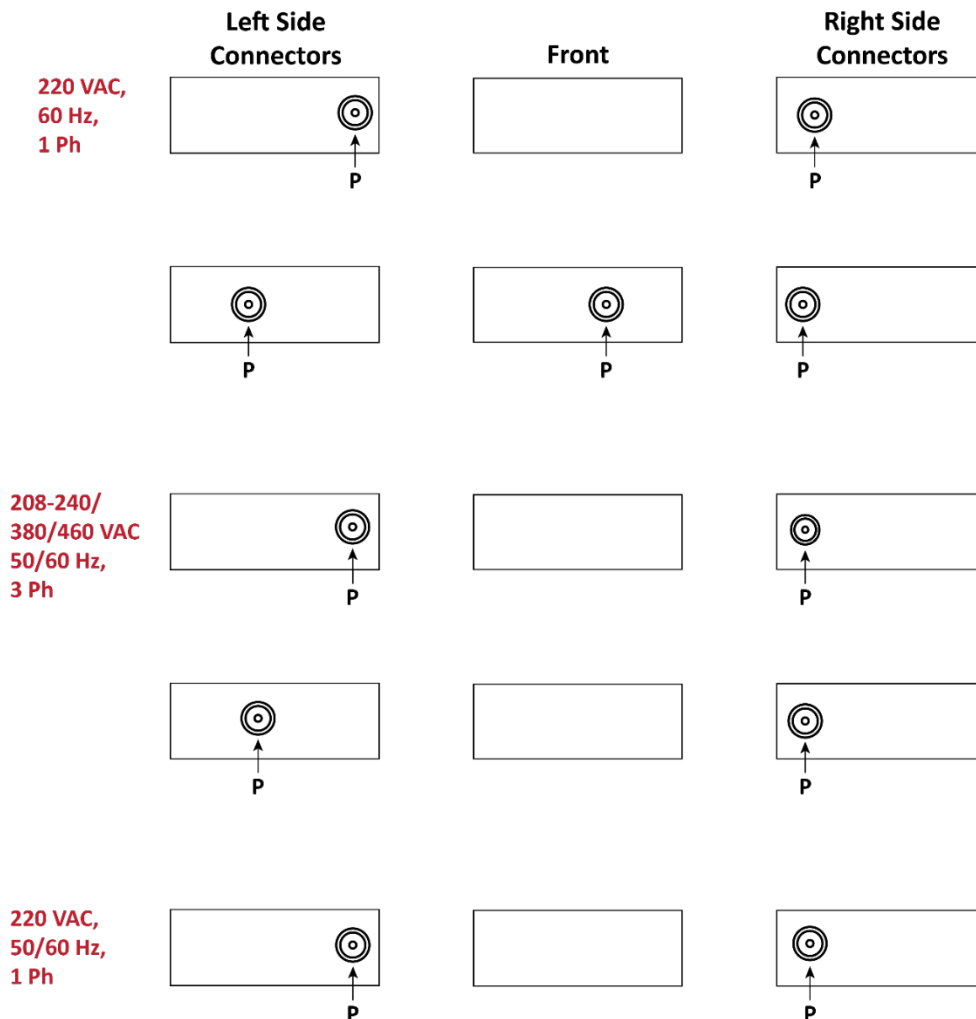 Left Side
Connectors
Front
Right Side
Connectors
220 VAC,
60 Hz,
1 Ph
P
P
P
P
P
208-240/
380/460 VAC
50/60 Hz,
3 Ph
P
P
P
P
220 VAC,
50/60 Hz,
1 Ph
P
P